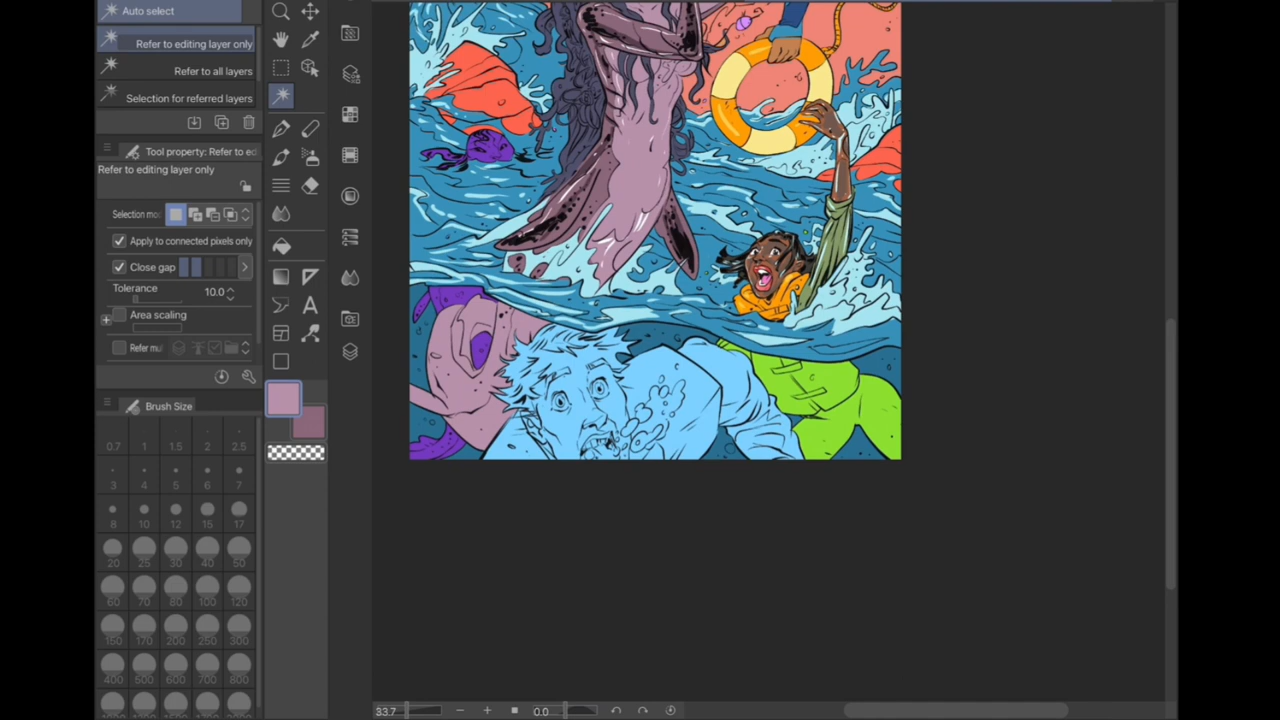 Auto select
Refer to editing layer only
Refer to all layers
Selection for referred layers
Tool property: Refer to ed
Refer to editing layer only
Selection mod
Apply to connected pixels only
Close gap
Tolerance 10.0
Area scaling
Refer mu
Brush Size
0.7 1 1.5 2 2.5
3 4 5 6 7
8 10 12 15 17
20 25 30 40 50
60 70 80 100 120
150 170 200 250 300
400 500 600 700 800
A
33.7 0.0